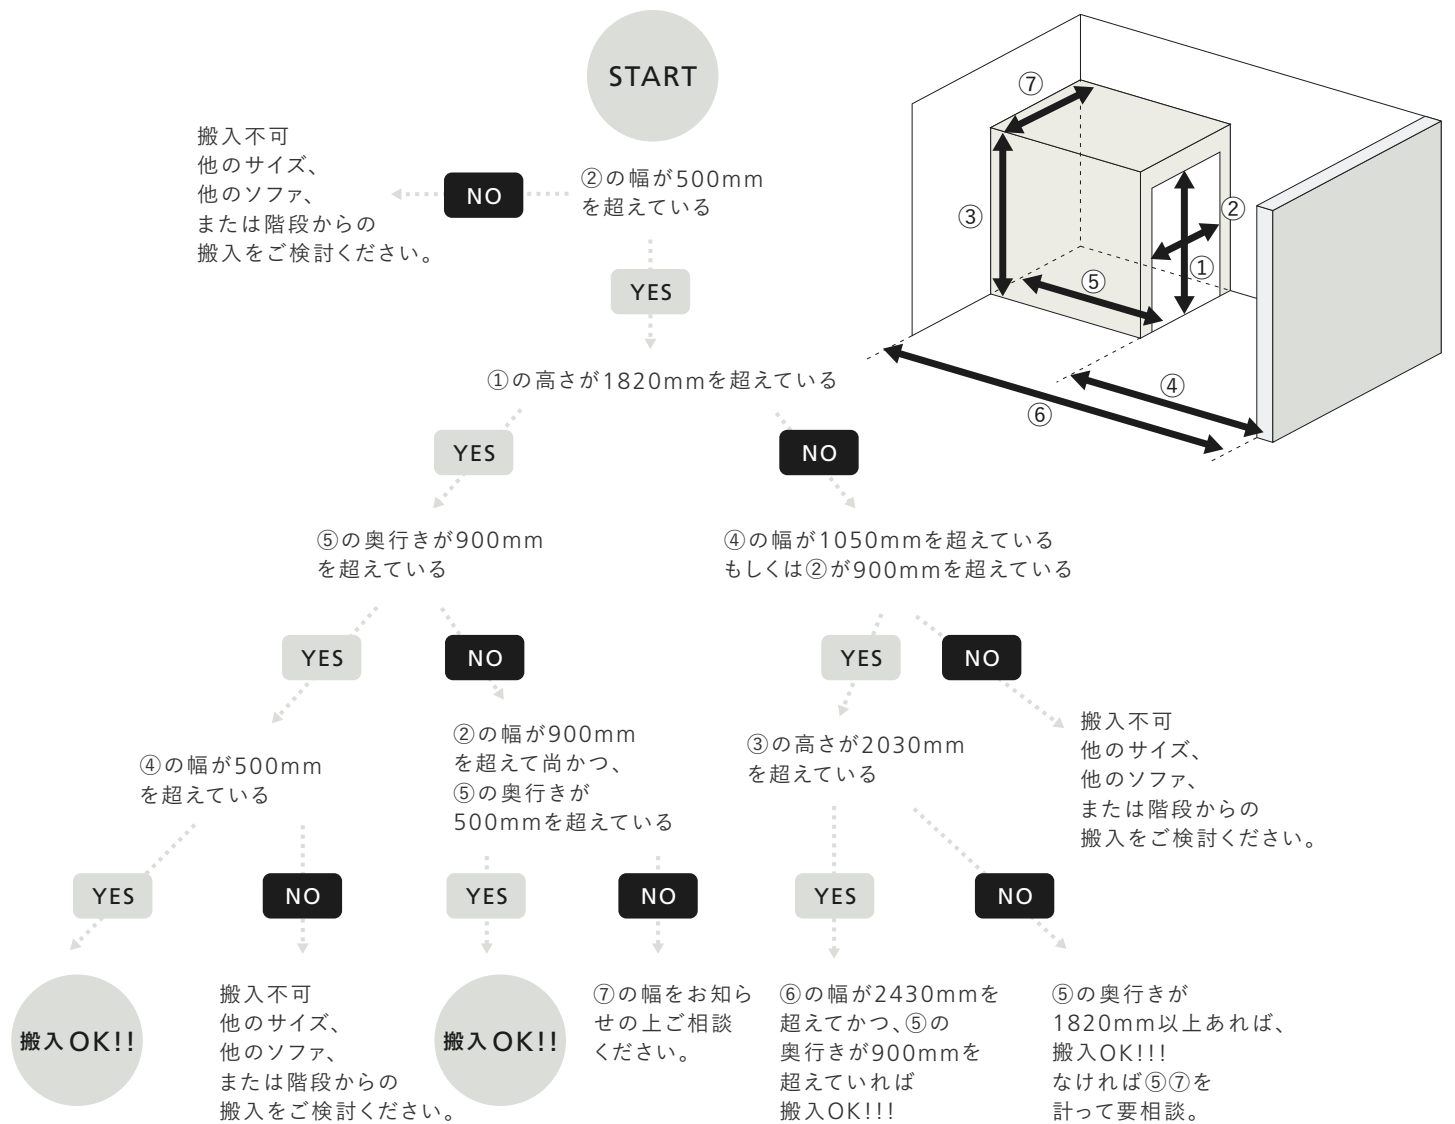 START
②の幅が500mm
を超えている
NO
搬入不可
他のサイズ、
他のソファ、
または階段からの
搬入をご検討ください。
YES
①の高さが1820mmを超えている
YES
NO
⑤の奥行きが900mm
を超えている
④の幅が1050mmを超えている
もしくは②が900mmを超えている
YES
NO
YES
NO
④の幅が500mm
を超えている
②の幅が900mm
を超えて尚かつ、
⑤の奥行きが
500mmを超えている
③の高さが2030mm
を超えている
搬入不可
他のサイズ、
他のソファ、
または階段からの
搬入をご検討ください。
YES
NO
YES
NO
YES
NO
搬入OK!!
搬入不可
他のサイズ、
他のソファ、
または階段からの
搬入をご検討ください。
搬入OK!!
⑦の幅をお知ら
せの上ご相談
ください。
⑥の幅が2430mmを
超えてかつ、⑤の
奥行きが900mmを
超えていれば
搬入OK!!!
⑤の奥行きが
1820mm以上あれば、
搬入OK!!!
なければ⑤⑦を
計って要相談。
⑦
③
②
①
⑤
④
⑥